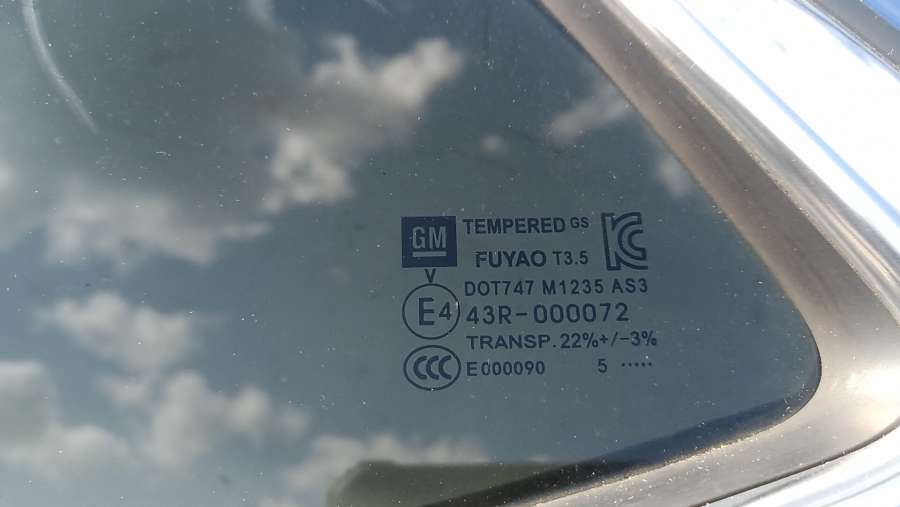 GM TEMPERED GS
FUYAO T3.5
V DOT747 M1235 AS3
E4 43R-000072
TRANSP. 22%+/-3%
CCC E000090 5 .....